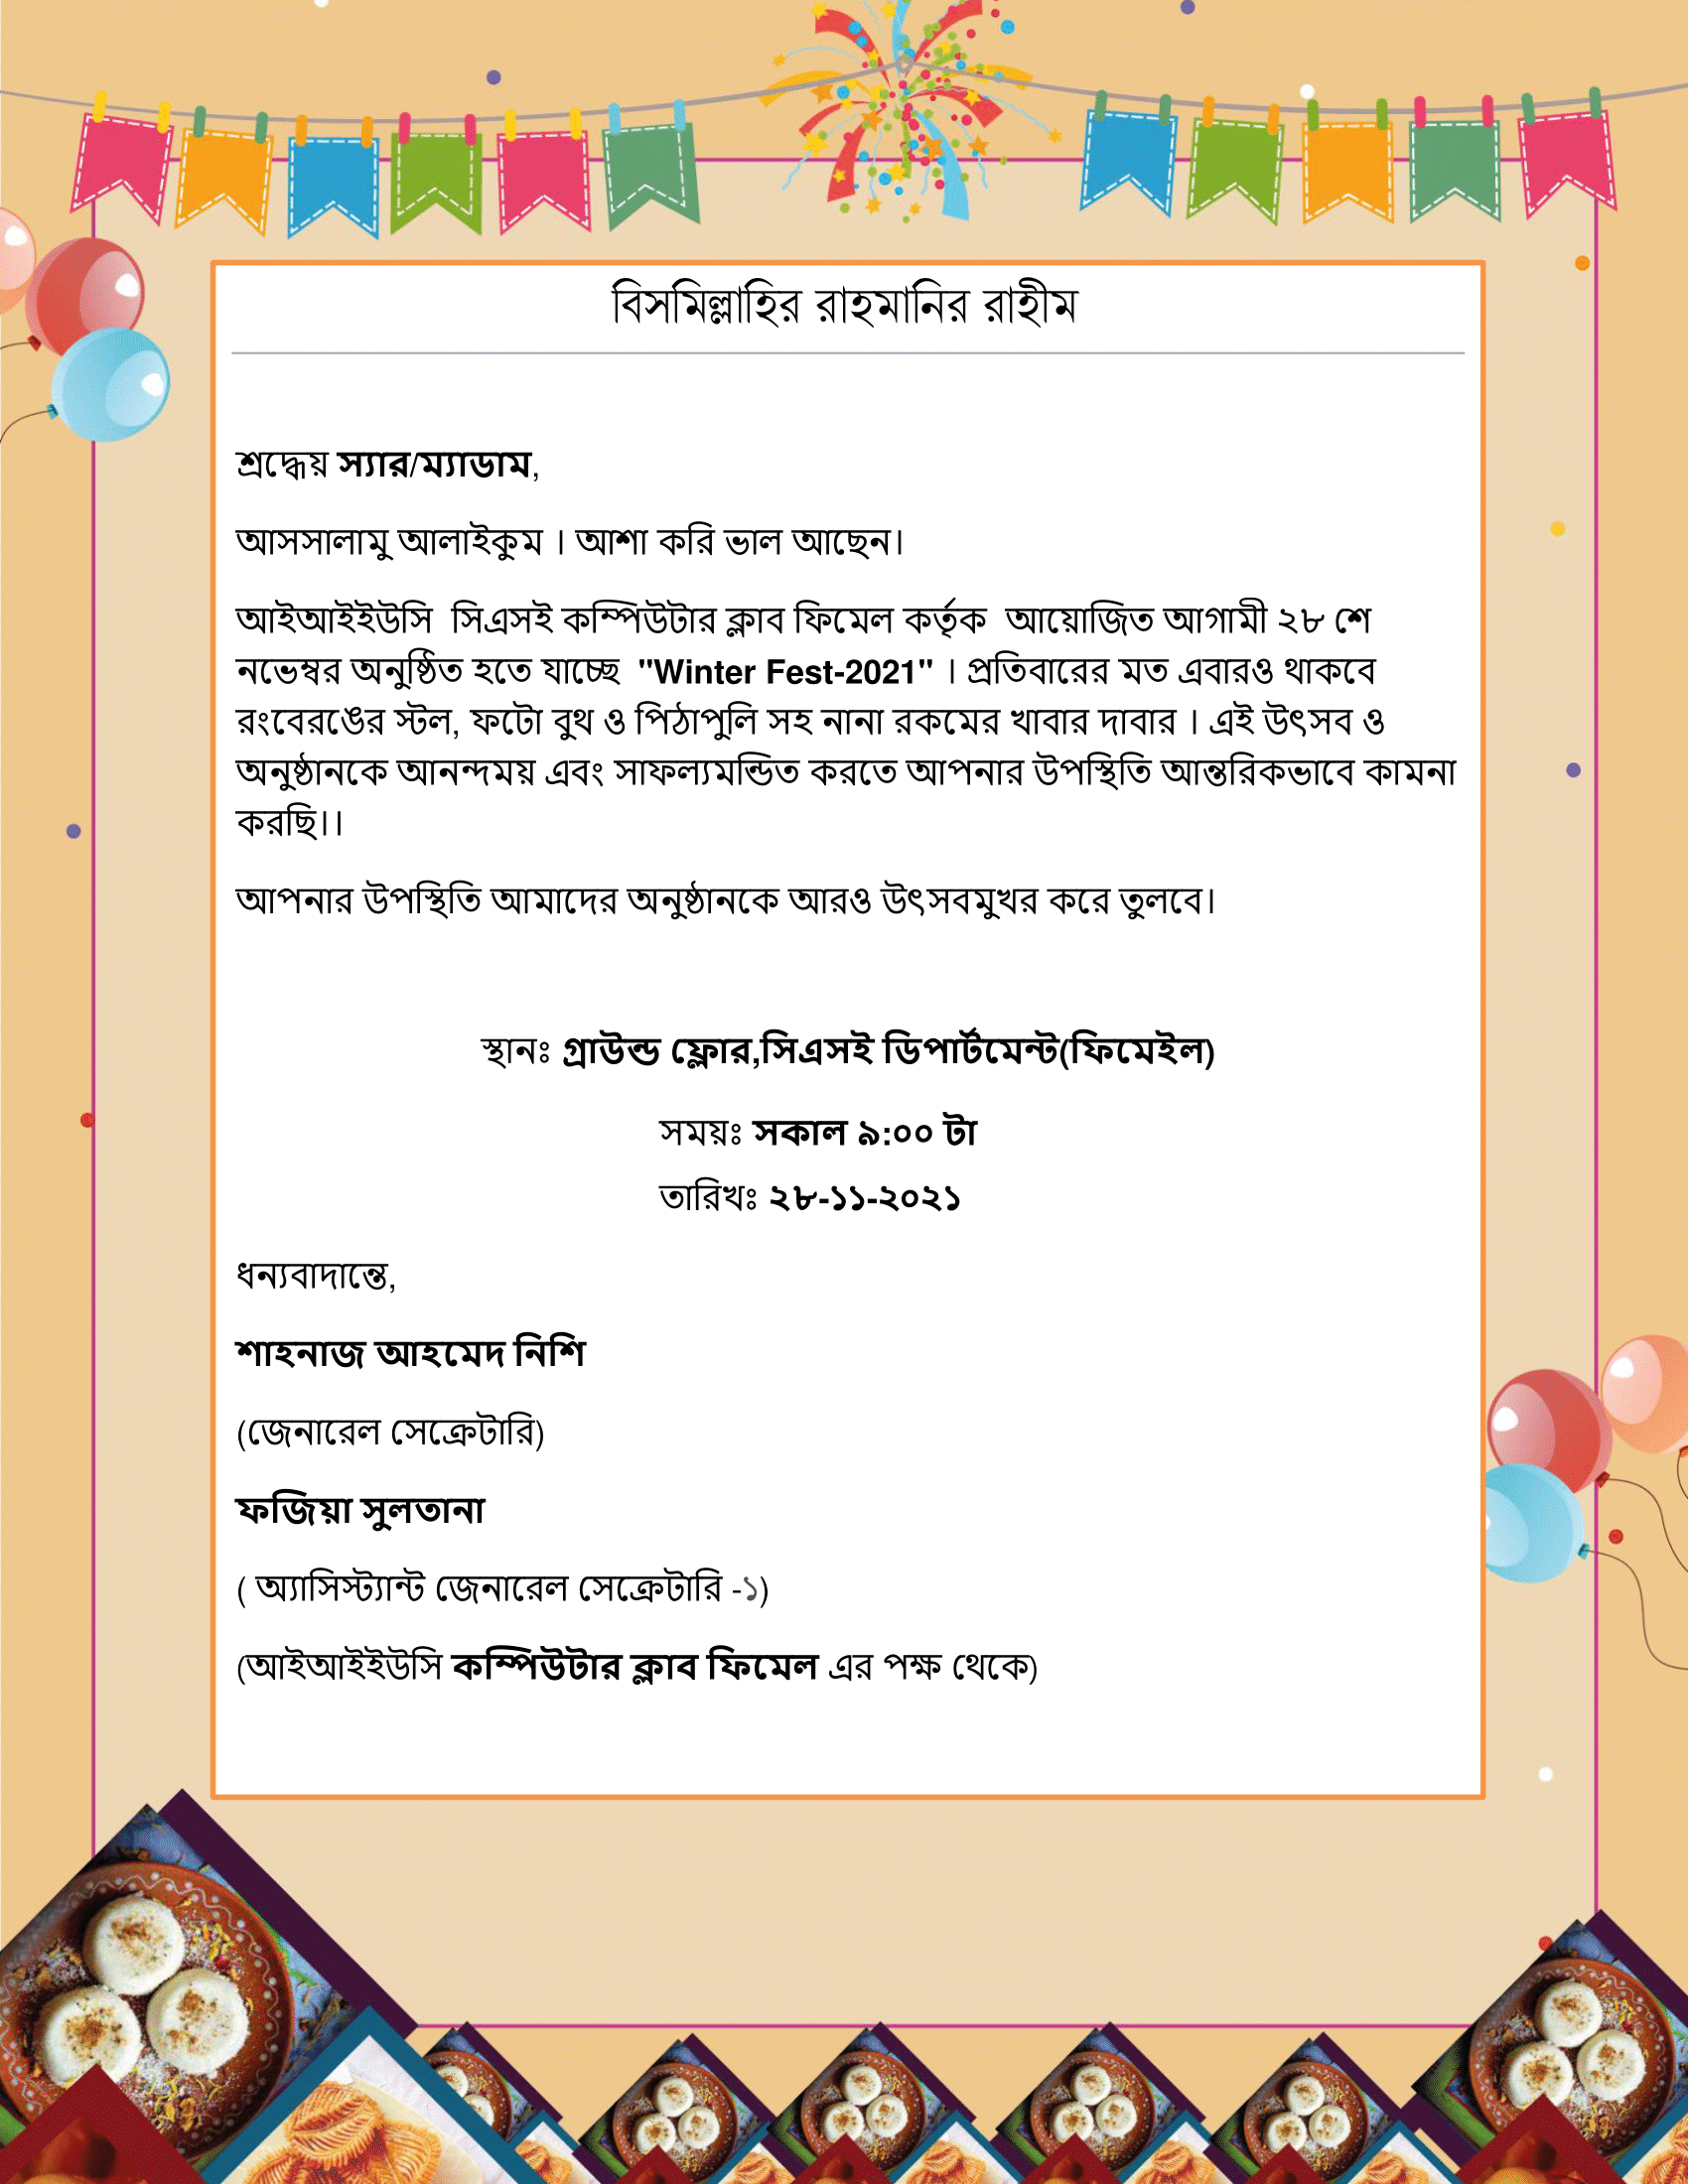 বিসমিল্লাহির রাহমানির রাহীম
শ্রদ্ধেয় স্যার/ম্যাডাম,
আসসালামু আলাইকুম । আশা করি ভাল আছেন।
আইআইইউসি সিএসই কম্পিউটার ক্লাব ফিমেল কর্তৃক আয়োজিত আগামী ২৮ শে
নভেম্বর অনুষ্ঠিত হতে যাচ্ছে "Winter Fest-2021" । প্রতিবারের মত এবারও থাকবে
রংবেরঙের স্টল, ফটো বুথ ও পিঠাপুলি সহ নানা রকমের খাবার দাবার । এই উৎসব ও
অনুষ্ঠানকে আনন্দময় এবং সাফল্যমন্ডিত করতে আপনার উপস্থিতি আন্তরিকভাবে কামনা
করছি।।
আপনার উপস্থিতি আমাদের অনুষ্ঠানকে আরও উৎসবমুখর করে তুলবে।
স্থানঃ গ্রাউন্ড ফ্লোর,সিএসই ডিপার্টমেন্ট(ফিমেইল)
সময়ঃ সকাল ৯:০০ টা
তারিখঃ ২৮-১১-২০২১
ধন্যবাদান্তে,
শাহনাজ আহমেদ নিশি
(জেনারেল সেক্রেটারি)
ফজিয়া সুলতানা
( অ্যাসিস্ট্যান্ট জেনারেল সেক্রেটারি -১)
(আইআইইউসি কম্পিউটার ক্লাব ফিমেল এর পক্ষ থেকে)